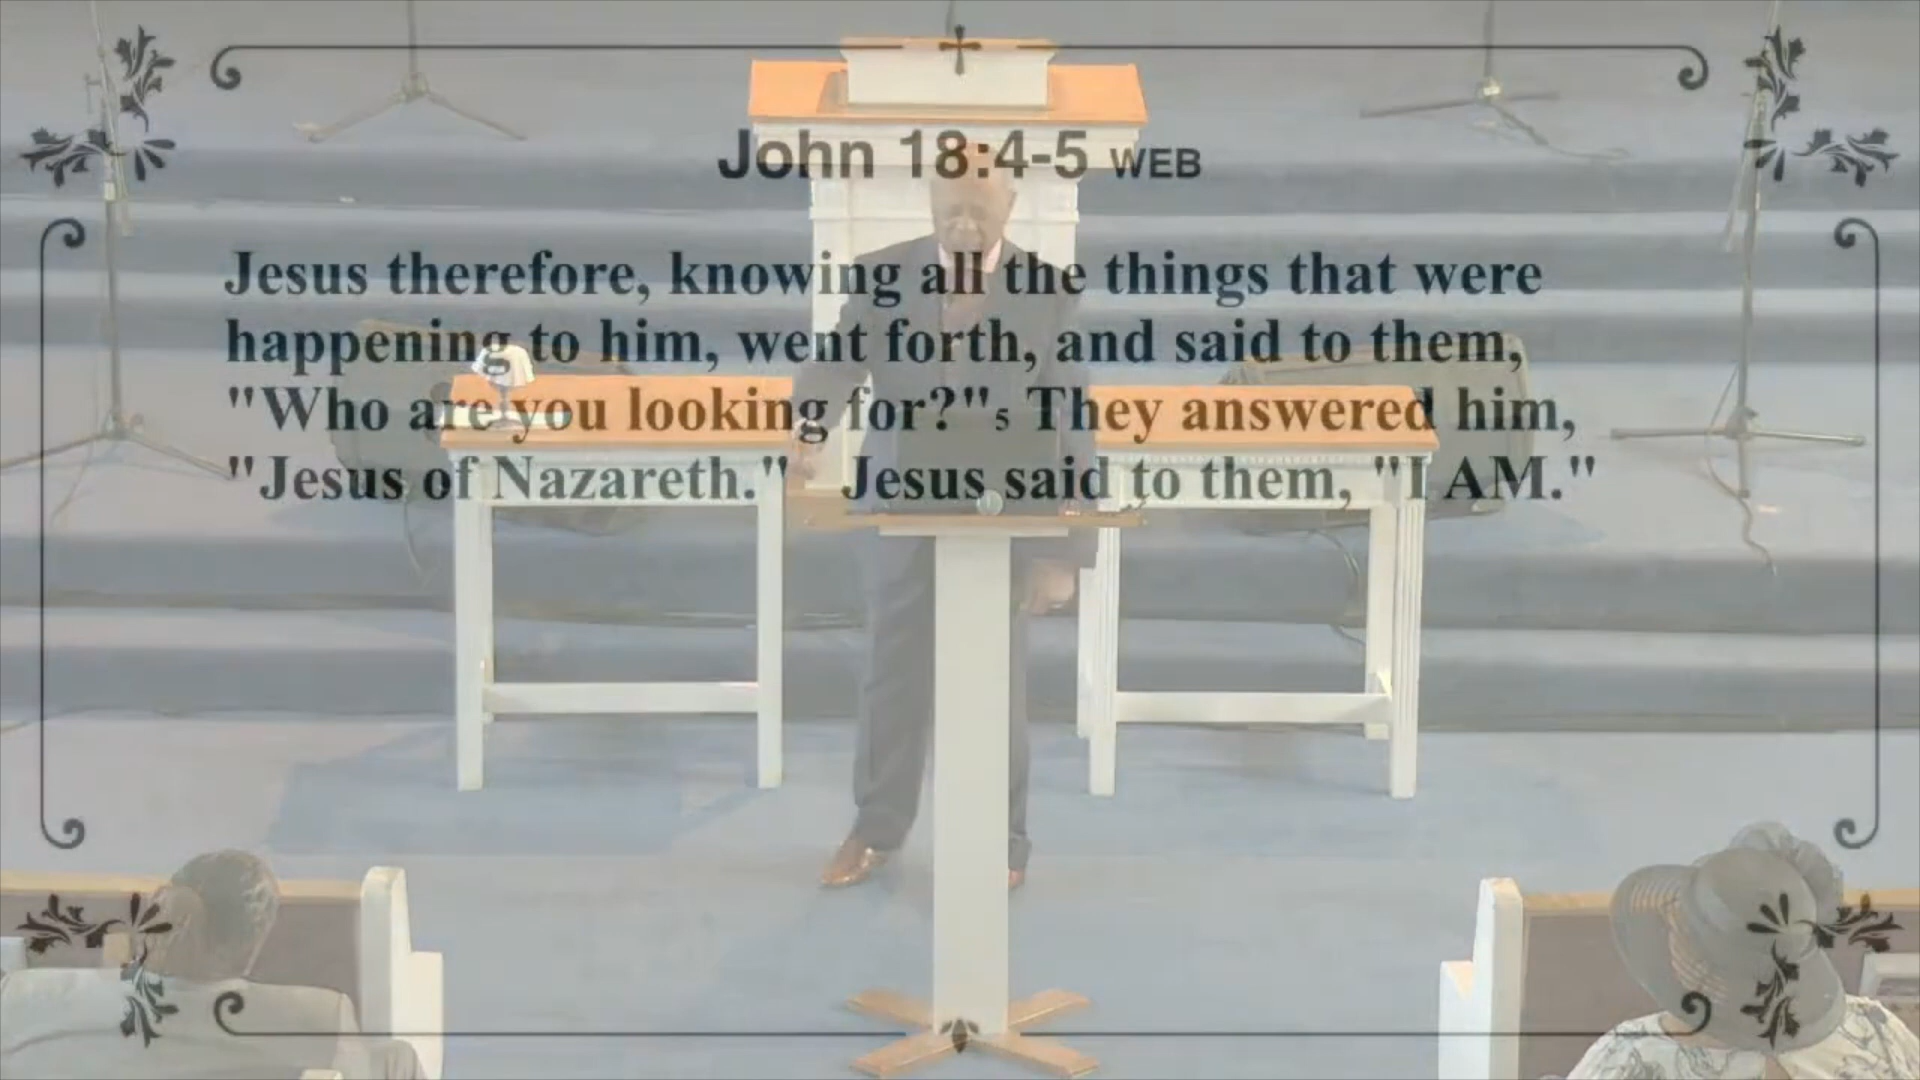 John 18:4-5 WEB
Jesus therefore, knowing all the things that were
happening to him, went forth, and said to them,
"Who are you looking for?"5 They answered him,
"Jesus of Nazareth." Jesus said to them, "I AM."